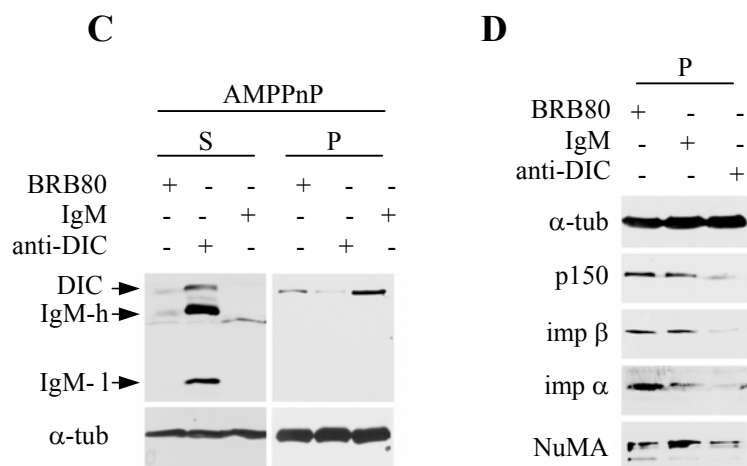 C
AMPPnP
S P
BRB80 + - - + - -
IgM - - + - - +
anti-DIC - + - - + -
DIC
IgM-h
IgM- l
α-tub
D
P
BRB80 + - -
IgM - + -
anti-DIC - - +
α-tub
p150
imp β
imp α
NuMA